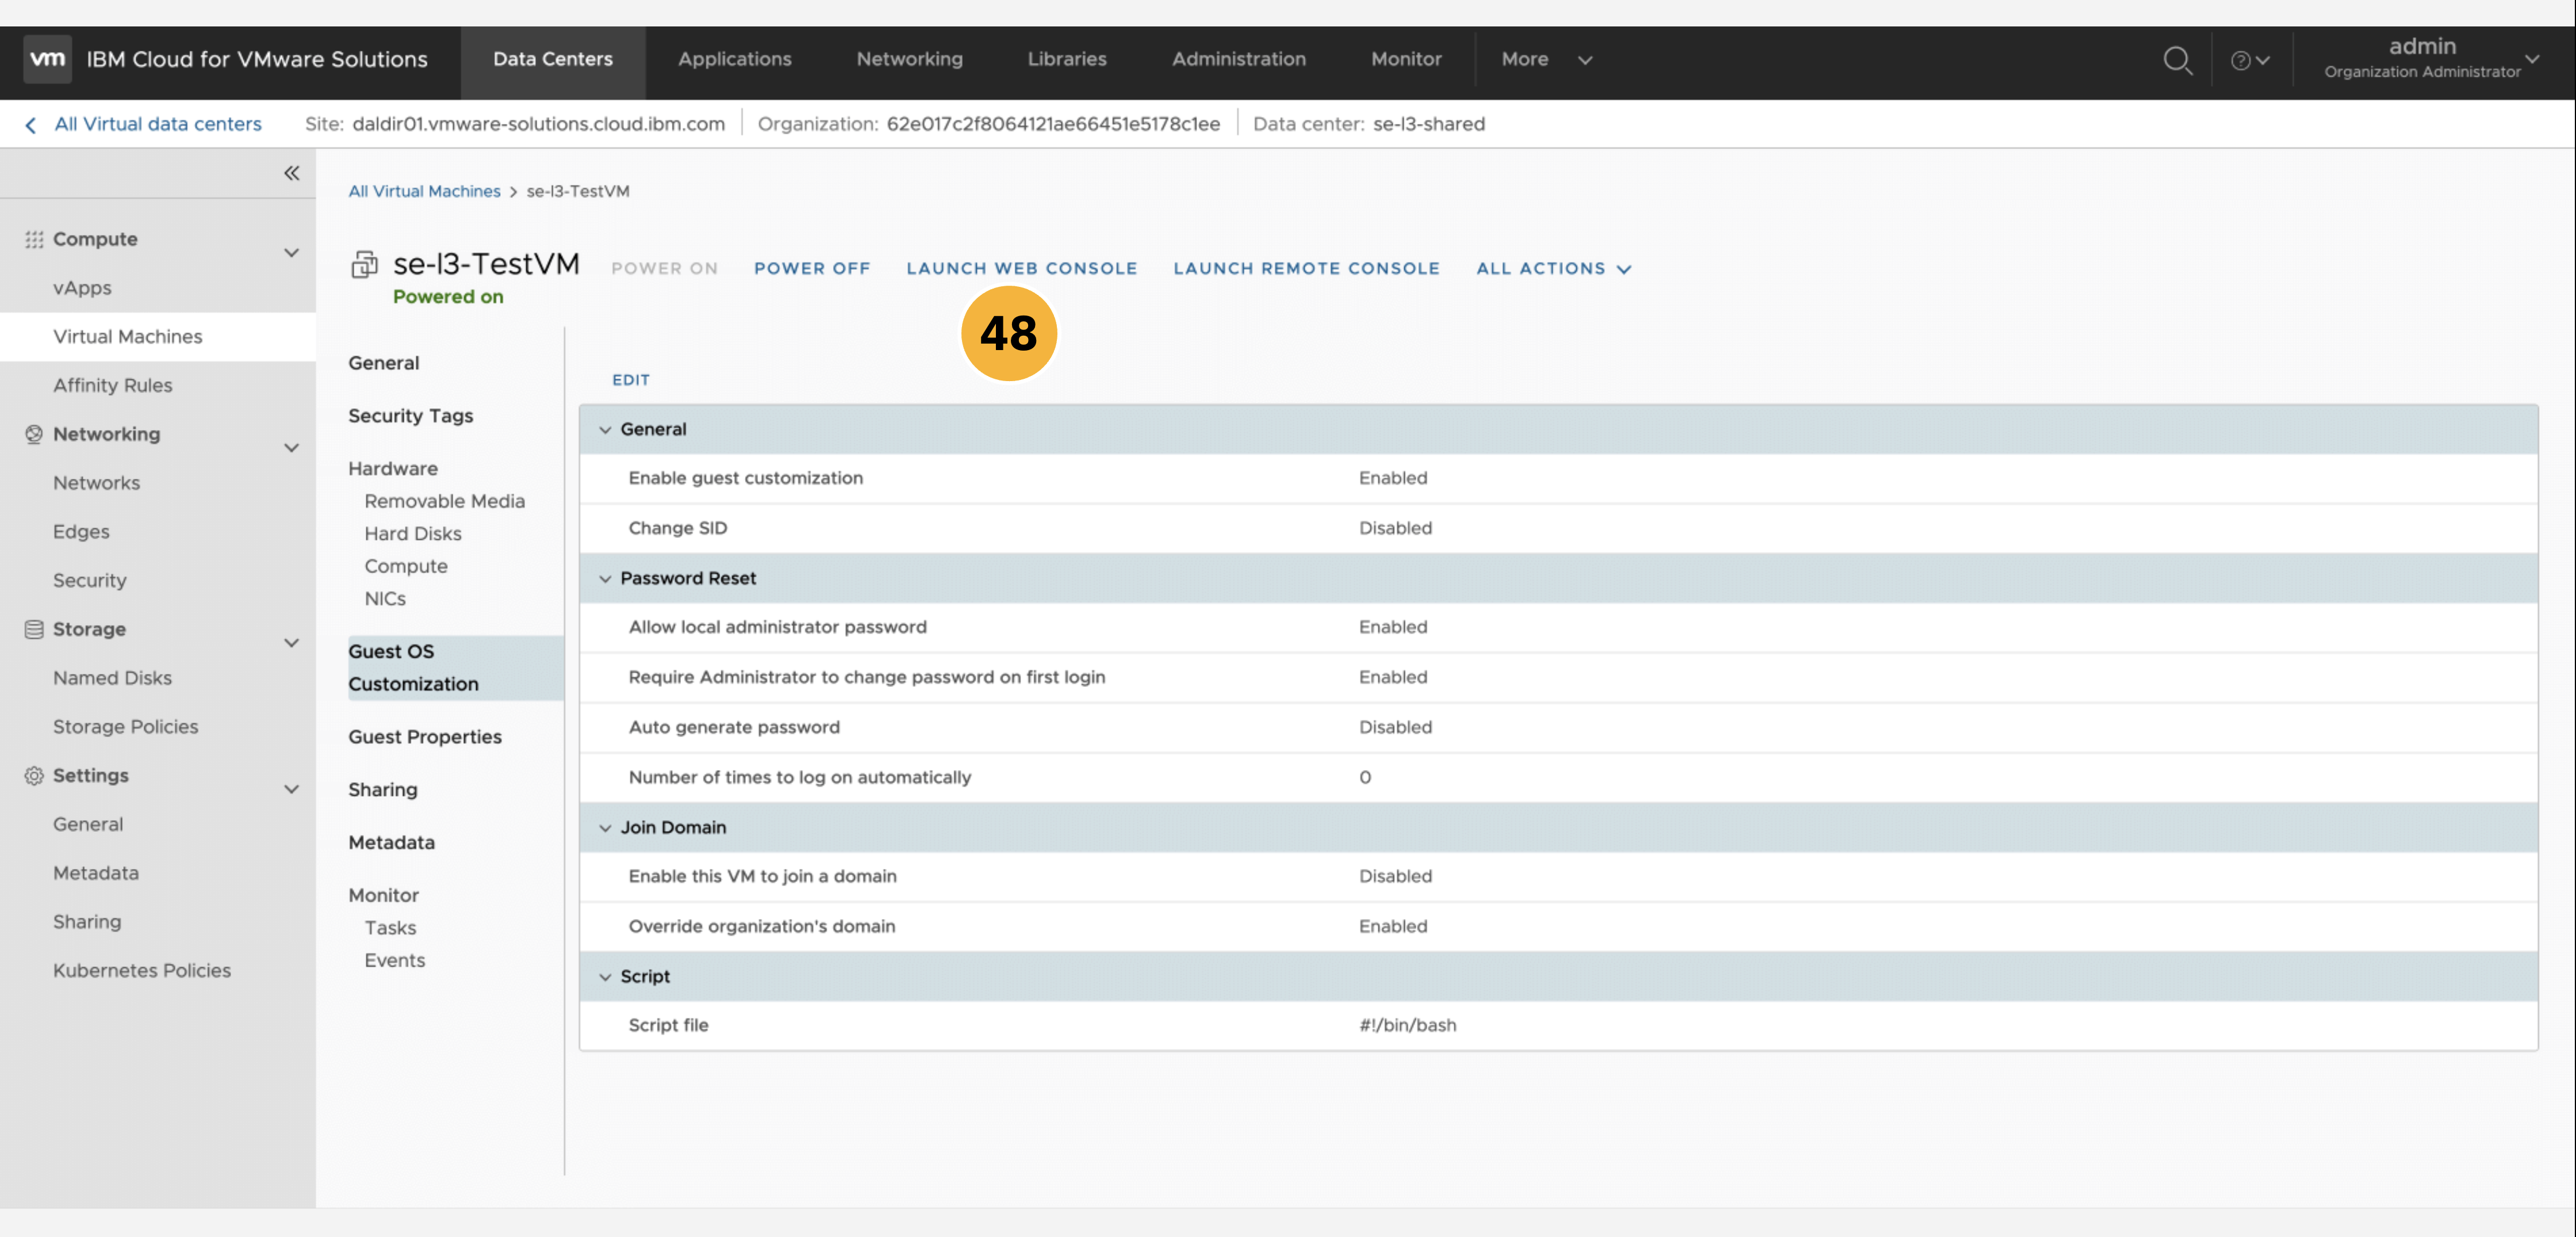 vm IBM Cloud for VMware Solutions Data Centers Applications Networking Libraries Administration Monitor More admin
Organization Administrator
All Virtual data centers Site: daldir01.vmware-solutions.cloud.ibm.com Organization: 62e017c2f8064121ae66451e5178c1ee Data center: se-l3-shared
Compute
vApps
Virtual Machines
Affinity Rules
Networking
Networks
Edges
Security
Storage
Named Disks
Storage Policies
Settings
General
Metadata
Sharing
Kubernetes Policies
All Virtual Machines > se-l3-TestVM
se-l3-TestVM POWER ON POWER OFF LAUNCH WEB CONSOLE LAUNCH REMOTE CONSOLE ALL ACTIONS
Powered on
48
General
Security Tags
Hardware
Removable Media
Hard Disks
Compute
NICs
Guest OS
Customization
Guest Properties
Sharing
Metadata
Monitor
Tasks
Events
EDIT
General
Enable guest customization Enabled
Change SID Disabled
Password Reset
Allow local administrator password Enabled
Require Administrator to change password on first login Enabled
Auto generate password Disabled
Number of times to log on automatically 0
Join Domain
Enable this VM to join a domain Disabled
Override organization's domain Enabled
Script
Script file #!/bin/bash